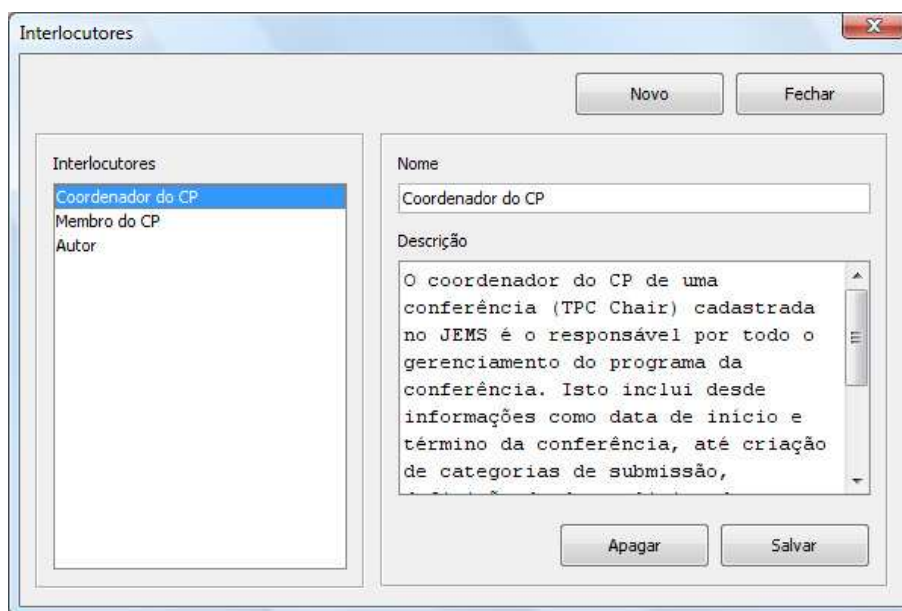 Interlocutores
Novo
Fechar
Interlocutores
Coordenador do CP
Membro do CP
Autor
Nome
Coordenador do CP
Descrição
O coordenador do CP de uma
conferência (TPC Chair) cadastrada
no JEMS é o responsável por todo o
gerenciamento do programa da
conferência. Isto inclui desde
informações como data de início e
término da conferência, até criação
de categorias de submissão,
Apagar
Salvar